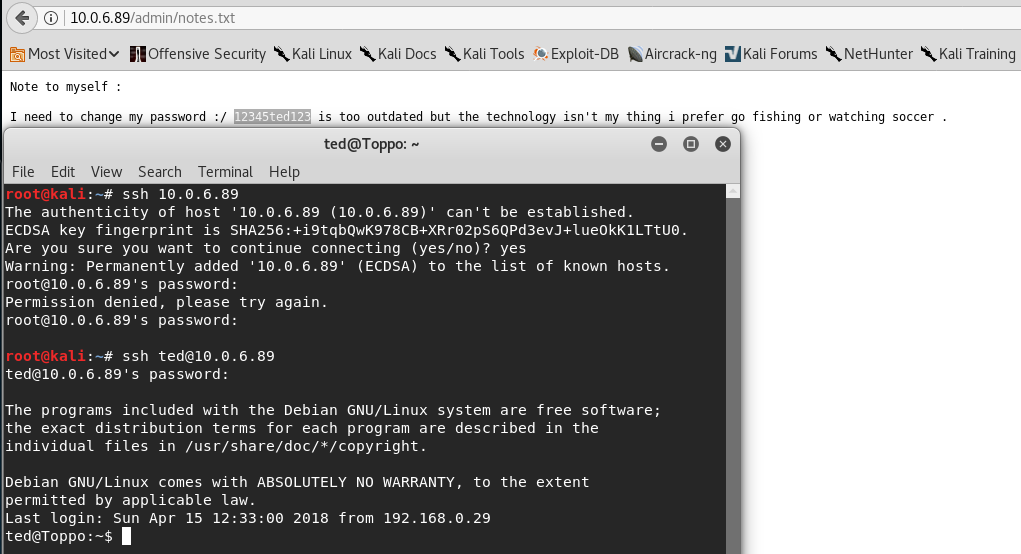 10.0.6.89/admin/notes.txt
Most Visited Offensive Security Kali Linux Kali Docs Kali Tools Exploit-DB Aircrack-ng Kali Forums NetHunter Kali Training
Note to myself :
I need to change my password :/ 12345ted123 is too outdated but the technology isn't my thing i prefer go fishing or watching soccer .
ted@Toppo: ~
File Edit View Search Terminal Help
root@kali:~# ssh 10.0.6.89
The authenticity of host '10.0.6.89 (10.0.6.89)' can't be established.
ECDSA key fingerprint is SHA256:+i9tqbQwK978CB+XRr02pS6QPd3evJ+lueOkK1LTtU0.
Are you sure you want to continue connecting (yes/no)? yes
Warning: Permanently added '10.0.6.89' (ECDSA) to the list of known hosts.
root@10.0.6.89's password:
Permission denied, please try again.
root@10.0.6.89's password:
root@kali:~# ssh ted@10.0.6.89
ted@10.0.6.89's password:
The programs included with the Debian GNU/Linux system are free software;
the exact distribution terms for each program are described in the
individual files in /usr/share/doc/*/copyright.
Debian GNU/Linux comes with ABSOLUTELY NO WARRANTY, to the extent
permitted by applicable law.
Last login: Sun Apr 15 12:33:00 2018 from 192.168.0.29
ted@Toppo:~$